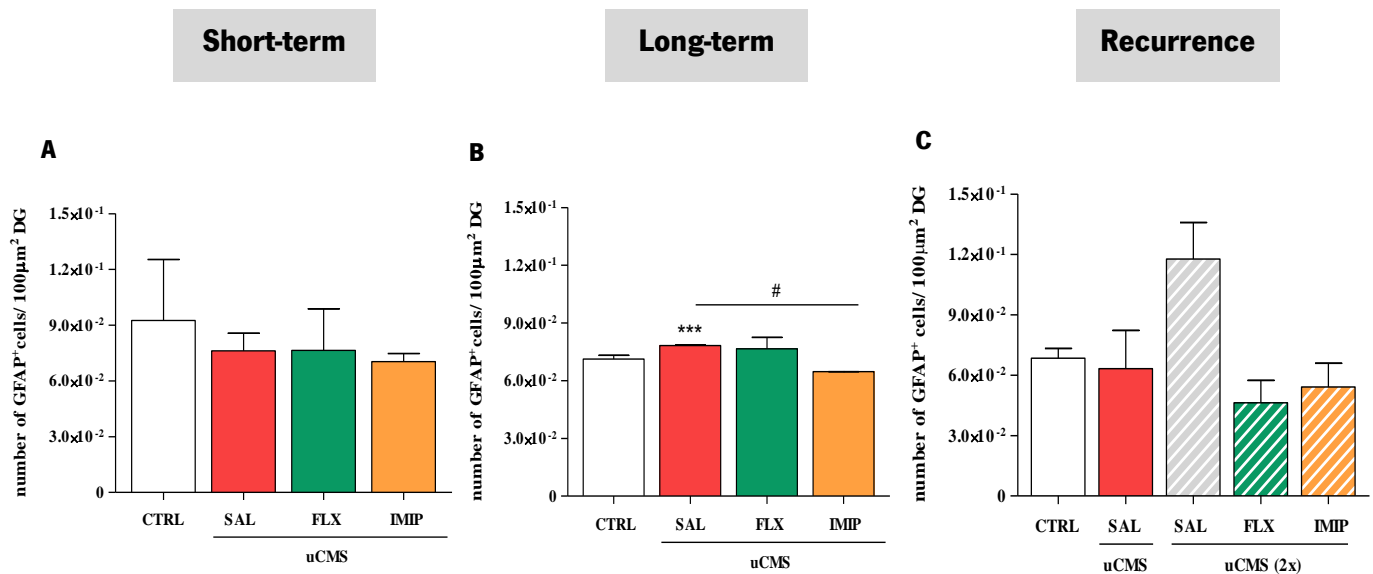 Short-term
Long-term
Recurrence
A
number of GFAP⁺cells/ 100µm² DG
1.5x10⁻¹
1.2x10⁻¹
9.0x10⁻²
6.0x10⁻²
3.0x10⁻²
0
CTRL SAL FLX IMIP
uCMS
B
number of GFAP⁺cells/ 100µm² DG
1.5x10⁻¹
1.2x10⁻¹
9.0x10⁻²
6.0x10⁻²
3.0x10⁻²
0
***
#
CTRL SAL FLX IMIP
uCMS
C
number of GFAP⁺ cells/ 100µm² DG
1.5x10⁻¹
1.2x10⁻¹
9.0x10⁻²
6.0x10⁻²
3.0x10⁻²
0
CTRL SAL SAL FLX IMIP
uCMS uCMS (2x)